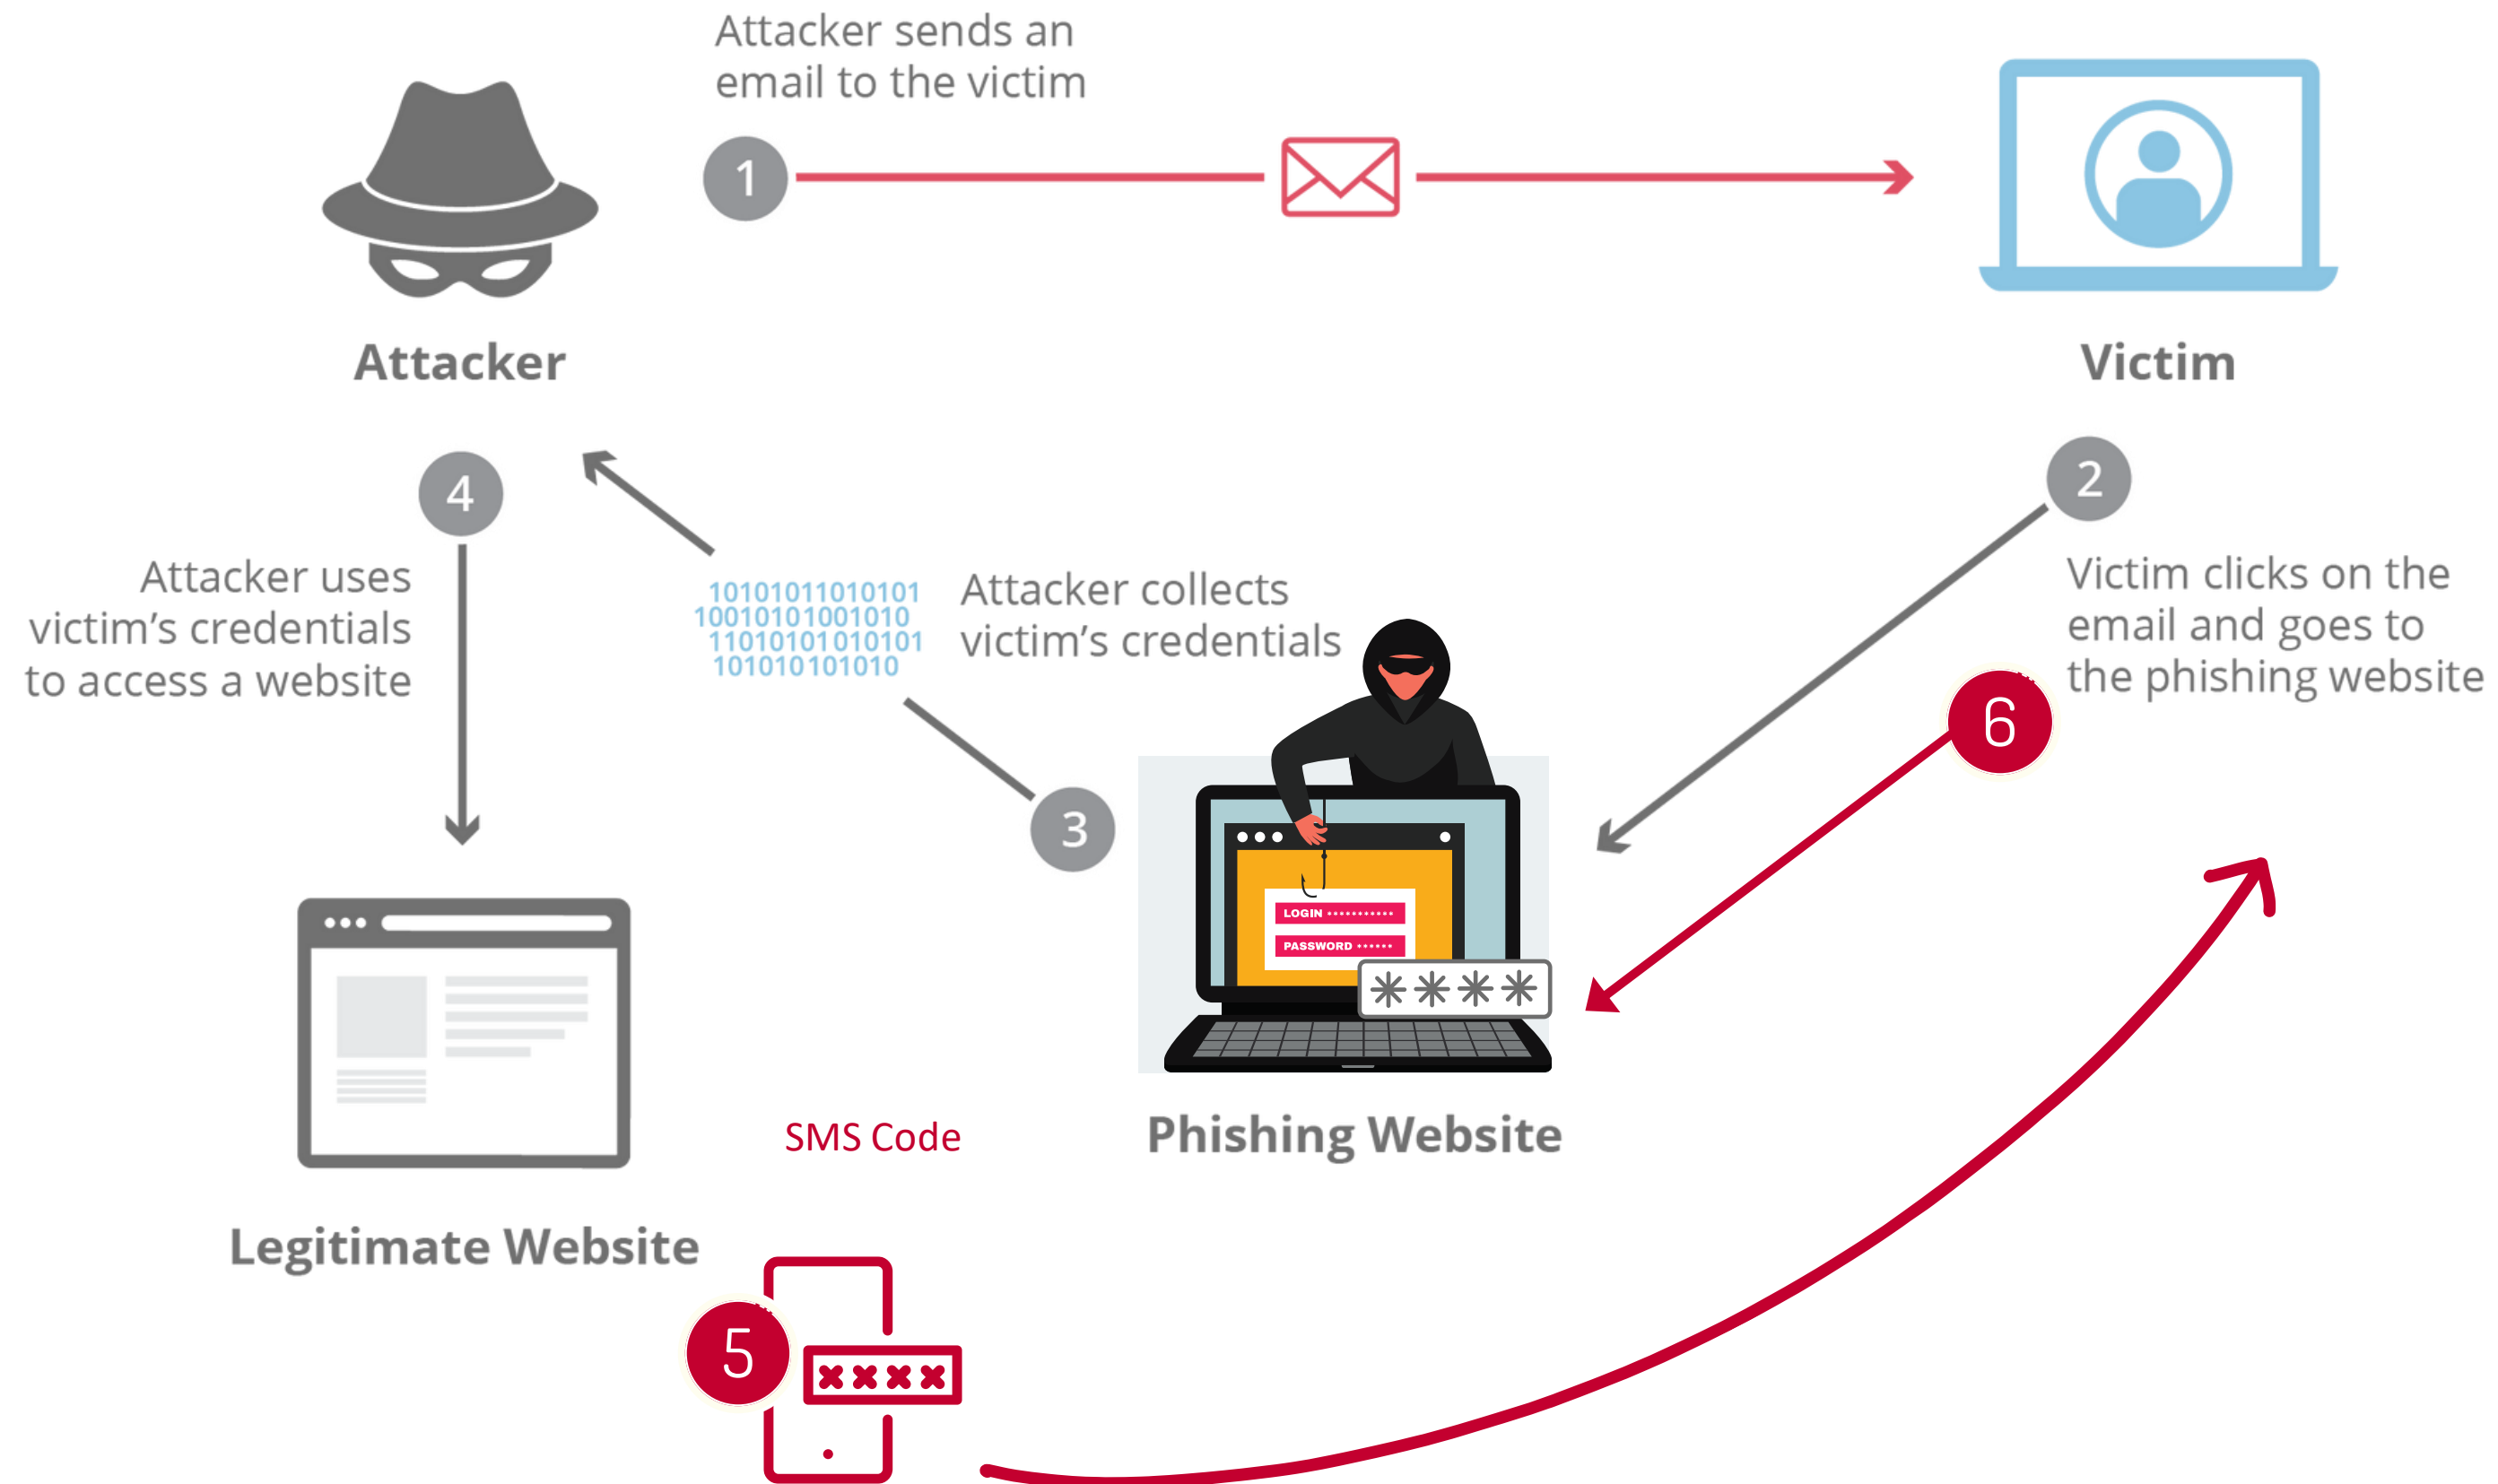 Attacker sends an
email to the victim
1
Attacker
Victim
4
2
Attacker uses
victim's credentials
to access a website
10101011010101
10010101001010
11010101010101
101010101010
Attacker collects
victim's credentials
Victim clicks on the
email and goes to
the phishing website
6
3
LOGIN ***********
PASSWORD ******
****
SMS Code
Phishing Website
Legitimate Website
5
××××